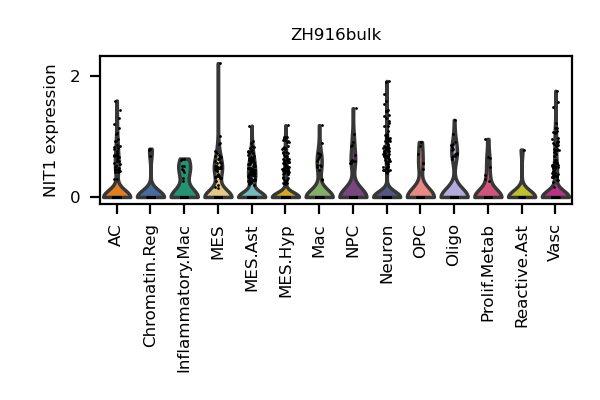 ZH916bulk
NIT1 expression
2
0
AC
Chromatin.Reg
Inflammatory.Mac
MES
MES.Ast
MES.Hyp
Mac
NPC
Neuron
OPC
Oligo
Prolif.Metab
Reactive.Ast
Vasc